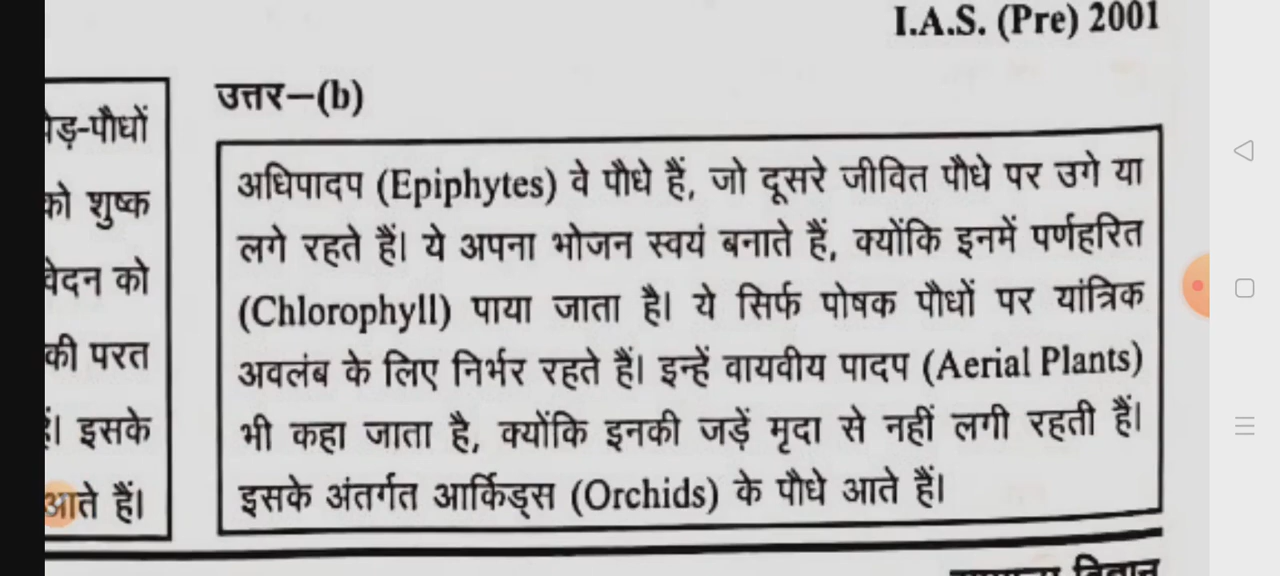 I.A.S. (Pre) 2001
पेड़-पौधों
को शुष्क
की परत
इसके
आते हैं।
उत्तर–(b)
अधिपादप (Epiphytes) वे पौधे हैं, जो दूसरे जीवित पौधे पर उगे या
लगे रहते हैं। ये अपना भोजन स्वयं बनाते हैं, क्योंकि इनमें पर्णहरित
(Chlorophyll) पाया जाता है। ये सिर्फ पोषक पौधों पर यांत्रिक
अवलंब के लिए निर्भर रहते हैं। इन्हें वायवीय पादप (Aerial Plants)
भी कहा जाता है, क्योंकि इनकी जड़ें मृदा से नहीं लगी रहती हैं।
इसके अंतर्गत आर्किड्स (Orchids) के पौधे आते हैं।